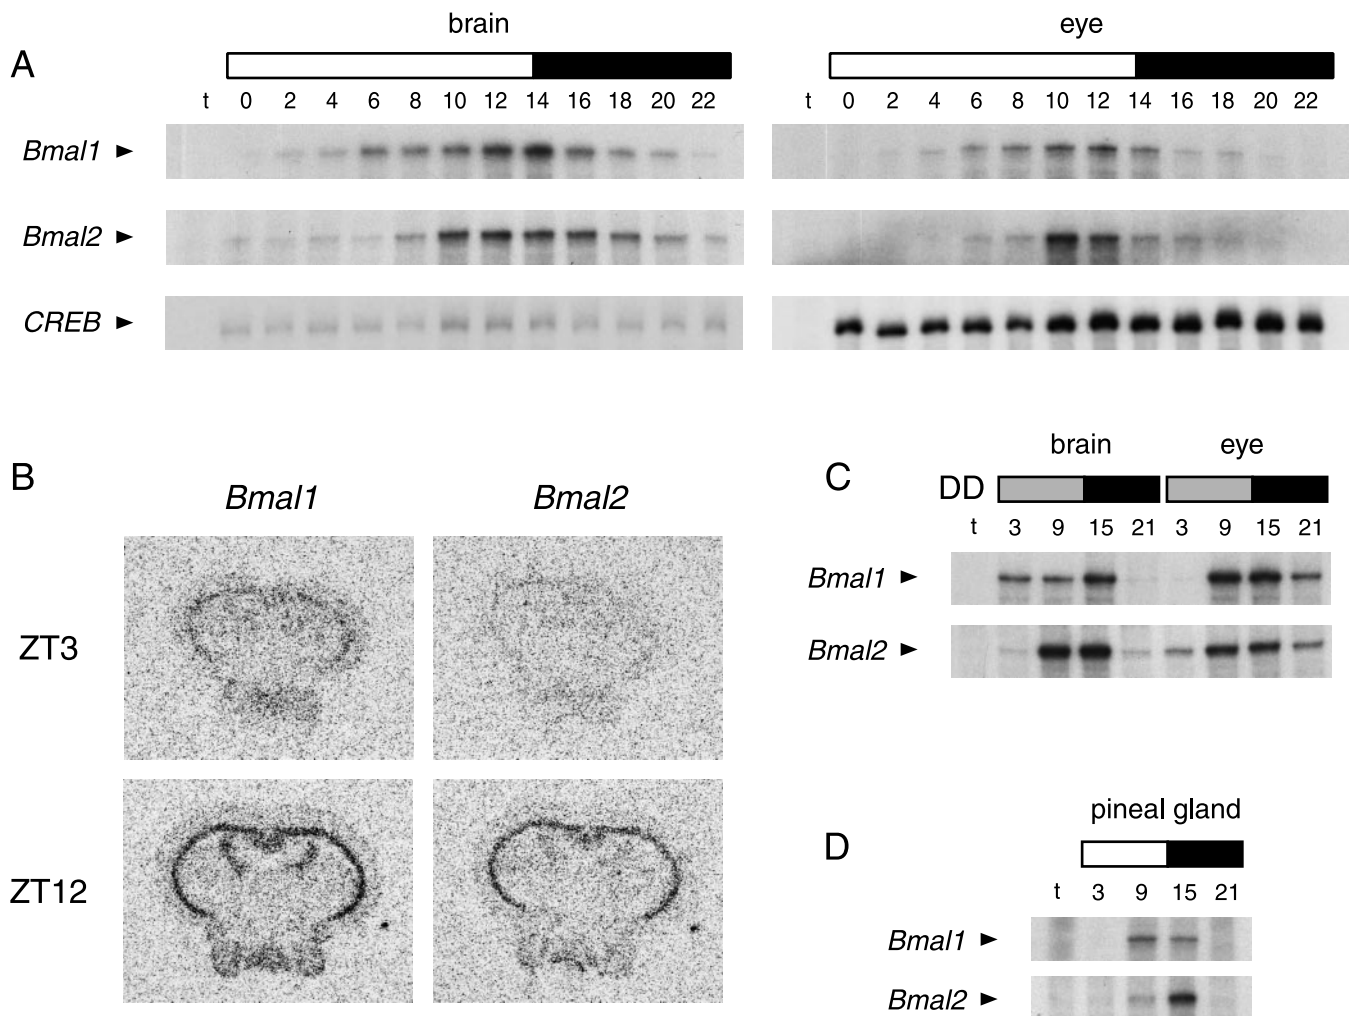 A
brain
eye
t 0 2 4 6 8 10 12 14 16 18 20 22
t 0 2 4 6 8 10 12 14 16 18 20 22
Bmal1
Bmal2
CREB
B
Bmal1
Bmal2
ZT3
ZT12
C
brain
eye
DD
t 3 9 15 21 3 9 15 21
Bmal1
Bmal2
D
pineal gland
t 3 9 15 21
Bmal1
Bmal2